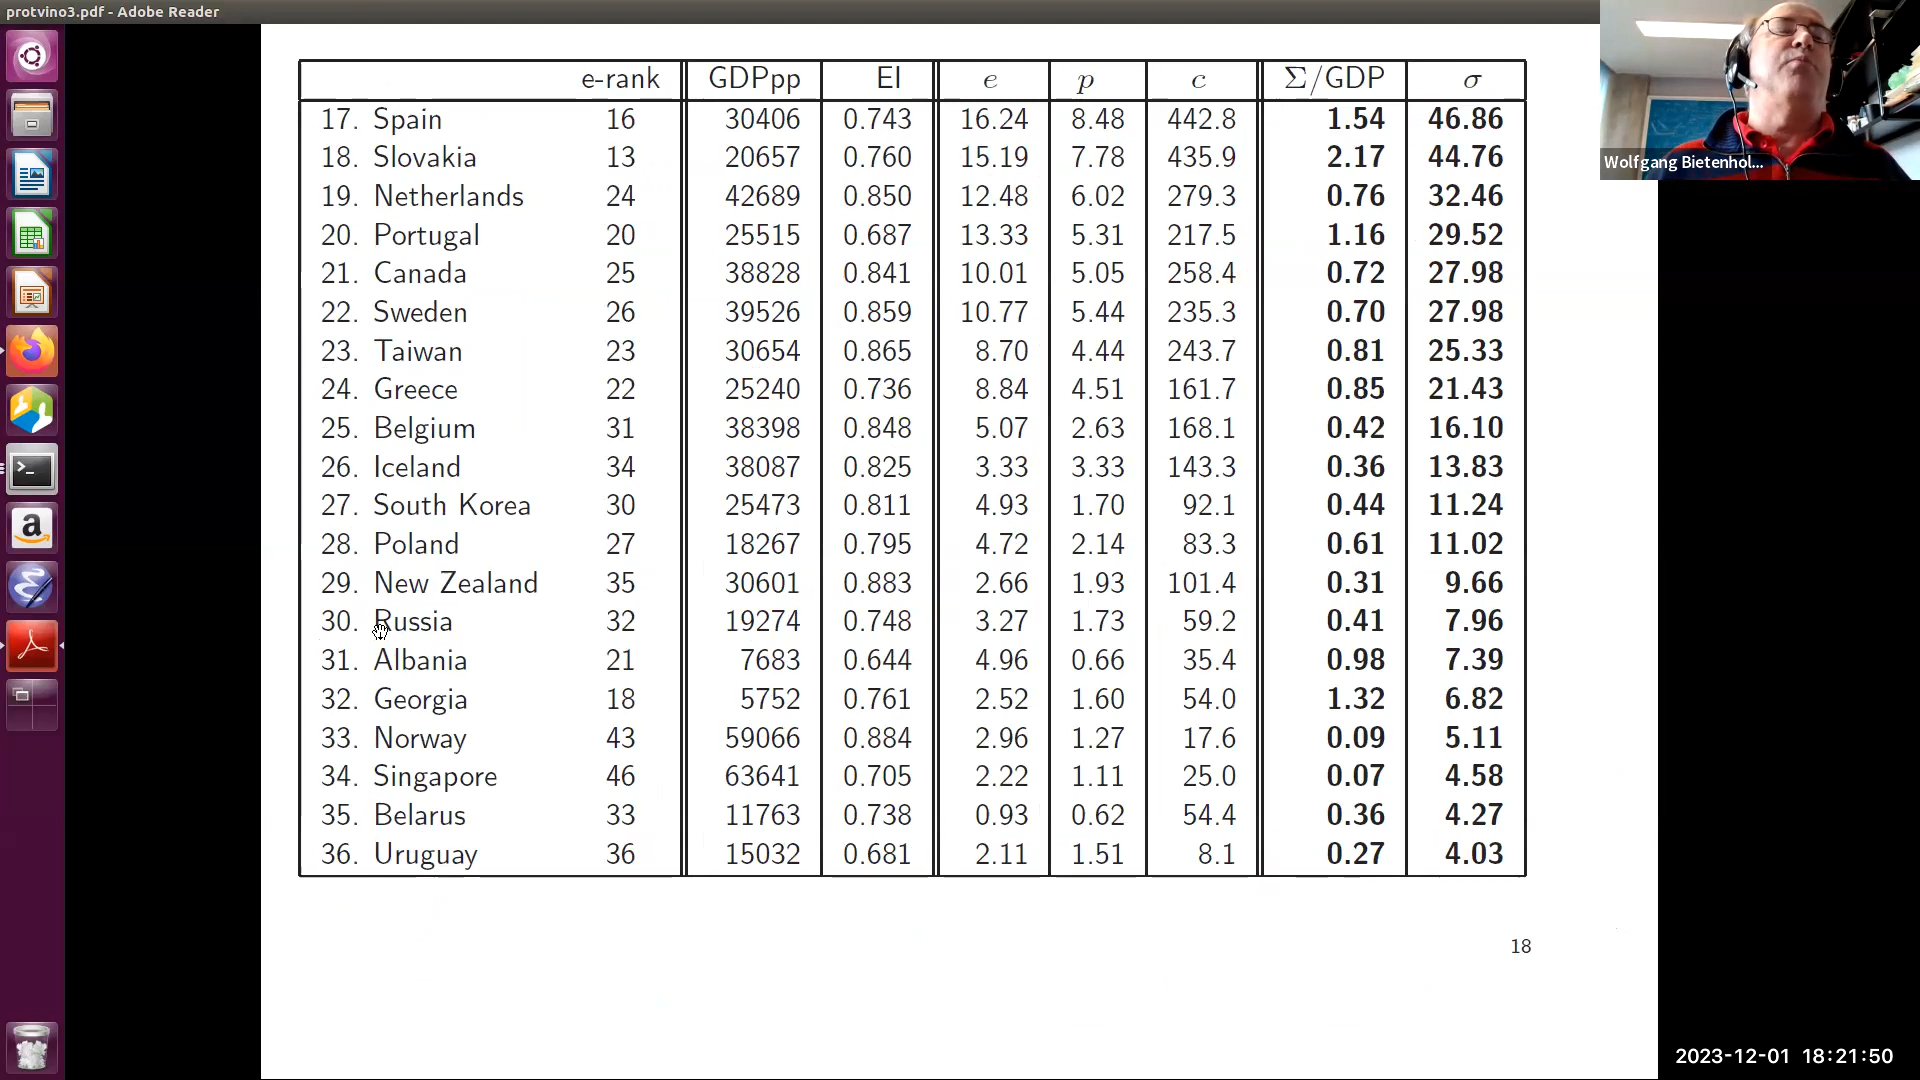 protvino3.pdf - Adobe Reader
e-rank GDPpp EI e p c Σ/GDP σ
17. Spain 16 30406 0.743 16.24 8.48 442.8 1.54 46.86
18. Slovakia 13 20657 0.760 15.19 7.78 435.9 2.17 44.76
19. Netherlands 24 42689 0.850 12.48 6.02 279.3 0.76 32.46
20. Portugal 20 25515 0.687 13.33 5.31 217.5 1.16 29.52
21. Canada 25 38828 0.841 10.01 5.05 258.4 0.72 27.98
22. Sweden 26 39526 0.859 10.77 5.44 235.3 0.70 27.98
23. Taiwan 23 30654 0.865 8.70 4.44 243.7 0.81 25.33
24. Greece 22 25240 0.736 8.84 4.51 161.7 0.85 21.43
25. Belgium 31 38398 0.848 5.07 2.63 168.1 0.42 16.10
26. Iceland 34 38087 0.825 3.33 3.33 143.3 0.36 13.83
27. South Korea 30 25473 0.811 4.93 1.70 92.1 0.44 11.24
28. Poland 27 18267 0.795 4.72 2.14 83.3 0.61 11.02
29. New Zealand 35 30601 0.883 2.66 1.93 101.4 0.31 9.66
30. Russia 32 19274 0.748 3.27 1.73 59.2 0.41 7.96
31. Albania 21 7683 0.644 4.96 0.66 35.4 0.98 7.39
32. Georgia 18 5752 0.761 2.52 1.60 54.0 1.32 6.82
33. Norway 43 59066 0.884 2.96 1.27 17.6 0.09 5.11
34. Singapore 46 63641 0.705 2.22 1.11 25.0 0.07 4.58
35. Belarus 33 11763 0.738 0.93 0.62 54.4 0.36 4.27
36. Uruguay 36 15032 0.681 2.11 1.51 8.1 0.27 4.03
18
Wolfgang Bietenhol...
2023-12-01 18:21:50